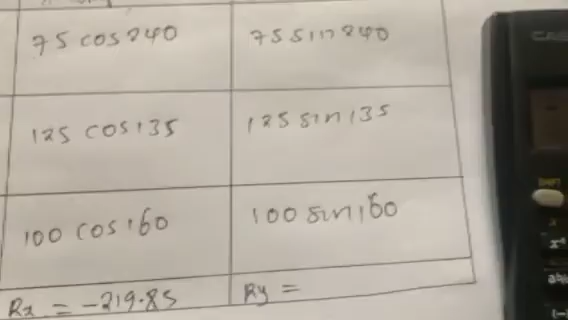 75 cos 240 75 sin 240
125 cos 135 125 sin 135
100 cos 160 100 sin 160
Rx = -219.85 Ry =